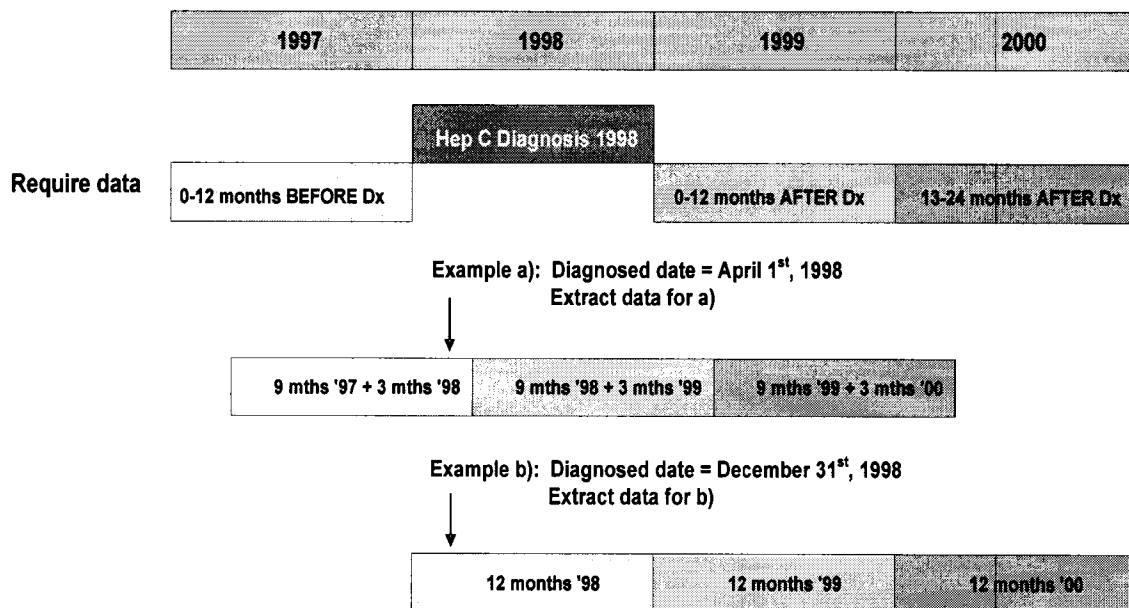 1997 1998 1999 2000
Hep C Diagnosis 1998
Require data
0-12 months BEFORE Dx 0-12 months AFTER Dx 13-24 months AFTER Dx
Example a): Diagnosed date = April 1st, 1998
Extract data for a)
9 mths '97 + 3 mths '98 9 mths '98 + 3 mths '99 9 mths '99 + 3 mths '00
Example b): Diagnosed date = December 31st, 1998
Extract data for b)
12 months '98 12 months '99 12 months '00